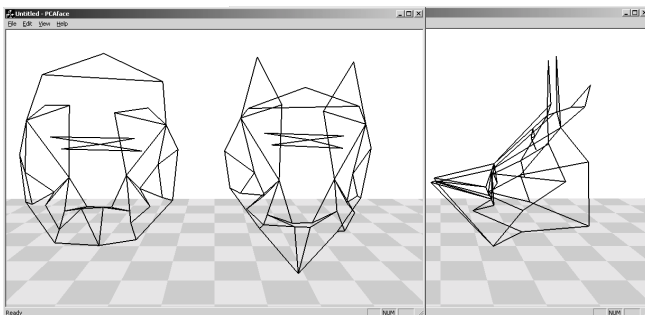 Untitled - PCAface
File Edit View Help
Ready
NUM
NUM